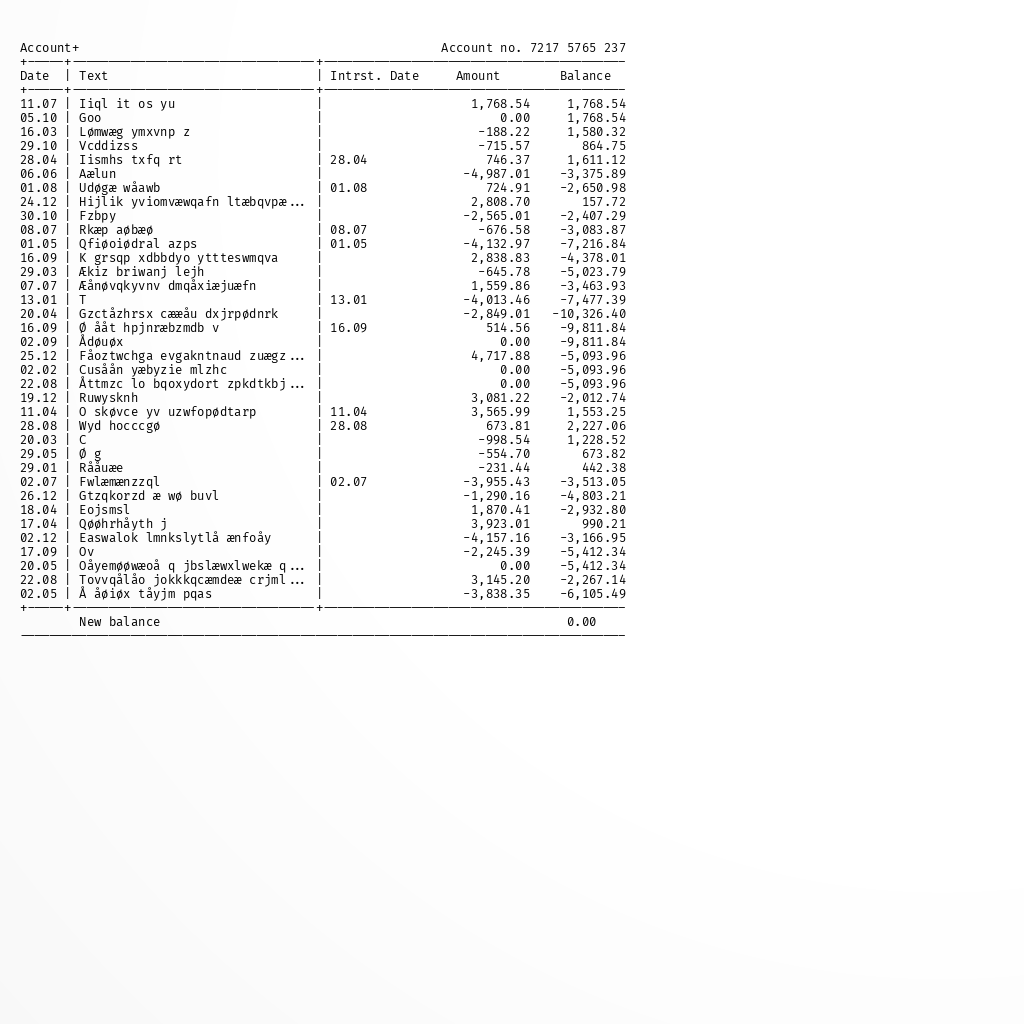 Account+ Account no. 7217 5765 237
Date | Text | Intrst. Date Amount Balance
11.07 | Iiql it os yu | 1,768.54 1,768.54
05.10 | Goo | 0.00 1,768.54
16.03 | Lømwæg ymxvnp z | -188.22 1,580.32
29.10 | Vcddizss | -715.57 864.75
28.04 | Iismhs txfq rt | 28.04 746.37 1,611.12
06.06 | Aælun | -4,987.01 -3,375.89
01.08 | Udøgæ wåawb | 01.08 724.91 -2,650.98
24.12 | Hijlik yviomvæwqafn ltæbqvpæ... | 2,808.70 157.72
30.10 | Fzbpy | -2,565.01 -2,407.29
08.07 | Rkæp aøbæø | 08.07 -676.58 -3,083.87
01.05 | Qfiøoiødral azps | 01.05 -4,132.97 -7,216.84
16.09 | K grsqp xdbbdyo yttteswmqva | 2,838.83 -4,378.01
29.03 | Ækiz briwanj lejh | -645.78 -5,023.79
07.07 | Æånøvqkyvnv dmqåxiæjuæfn | 1,559.86 -3,463.93
13.01 | T | 13.01 -4,013.46 -7,477.39
20.04 | Gzctåzhrsx cææåu dxjrpødnrk | -2,849.01 -10,326.40
16.09 | Ø ååt hpjnræbzmdb v | 16.09 514.56 -9,811.84
02.09 | Ådøuøx | 0.00 -9,811.84
25.12 | Fåoztwchga evgakntnaud zuægz... | 4,717.88 -5,093.96
02.02 | Cusåån yæbyzie mlzhc | 0.00 -5,093.96
22.08 | Åttmzc lo bqoxydort zpkdtkbj... | 0.00 -5,093.96
19.12 | Ruwysknh | 3,081.22 -2,012.74
11.04 | O skøvce yv uzwfopødtarp | 11.04 3,565.99 1,553.25
28.08 | Wyd hocccgø | 28.08 673.81 2,227.06
20.03 | C | -998.54 1,228.52
29.05 | Ø g | -554.70 673.82
29.01 | Rååuæe | -231.44 442.38
02.07 | Fwlæmænzzql | 02.07 -3,955.43 -3,513.05
26.12 | Gtzqkorzd æ wø buvl | -1,290.16 -4,803.21
18.04 | Eojsmsl | 1,870.41 -2,932.80
17.04 | Qøøhrhåyth j | 3,923.01 990.21
02.12 | Easwalok lmnkslytlå ænfoåy | -4,157.16 -3,166.95
17.09 | Ov | -2,245.39 -5,412.34
20.05 | Oåyemøøwæoå q jbslæwxlwekæ q... | 0.00 -5,412.34
22.08 | Tovvqålåo jokkkqcæmdeæ crjml... | 3,145.20 -2,267.14
02.05 | Å åøiøx tåyjm pqas | -3,838.35 -6,105.49
New balance 0.00